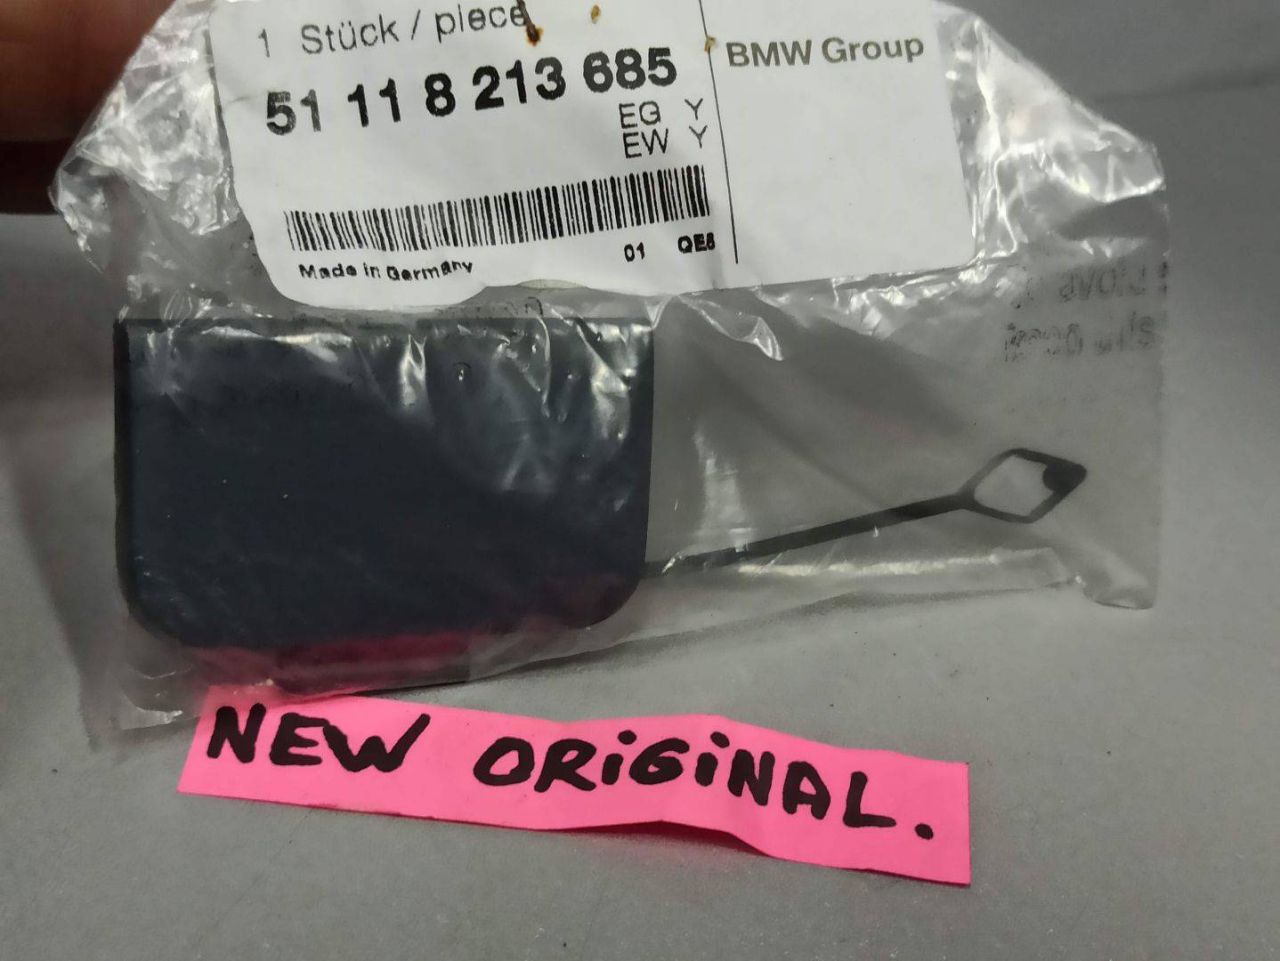 1 Stück / piece
51 11 8 213 685
BMW Group
EG Y
EW Y
Made in Germany
01 QE8
NEW ORiGiNAL.